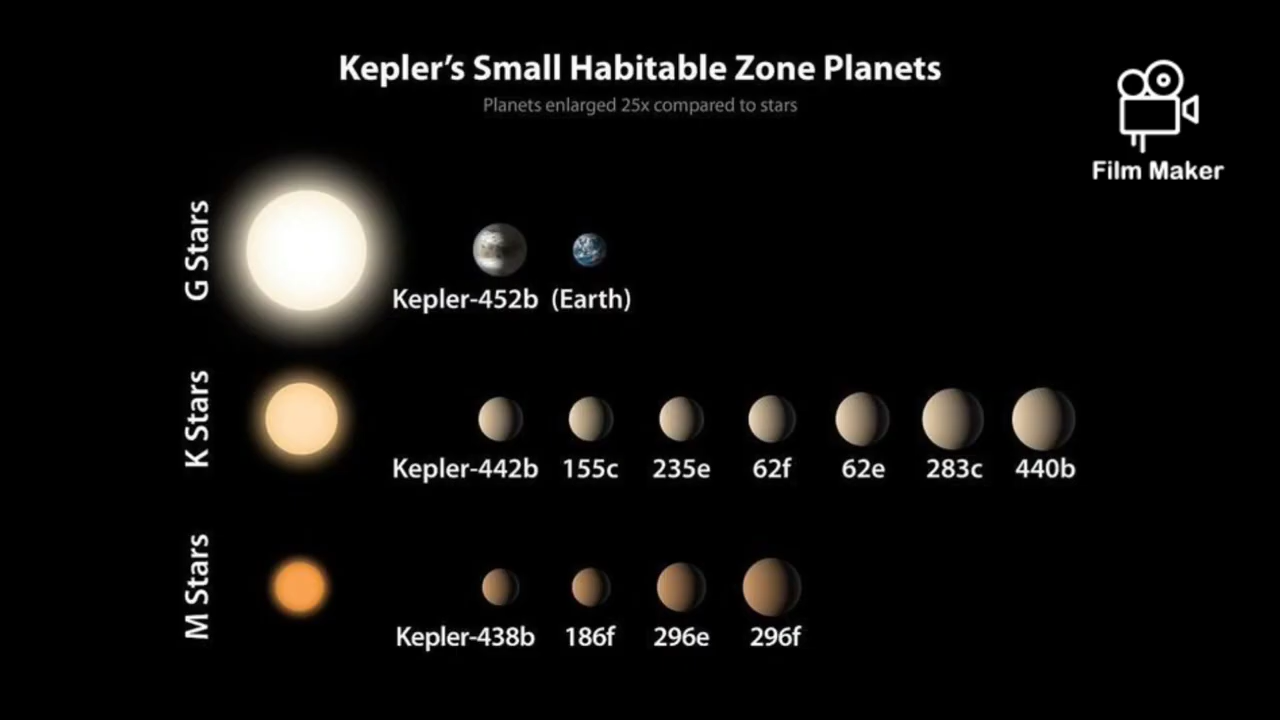 Kepler’s Small Habitable Zone Planets
Planets enlarged 25x compared to stars
Film Maker
G Stars
Kepler-452b (Earth)
K Stars
Kepler-442b 155c 235e 62f 62e 283c 440b
M Stars
Kepler-438b 186f 296e 296f